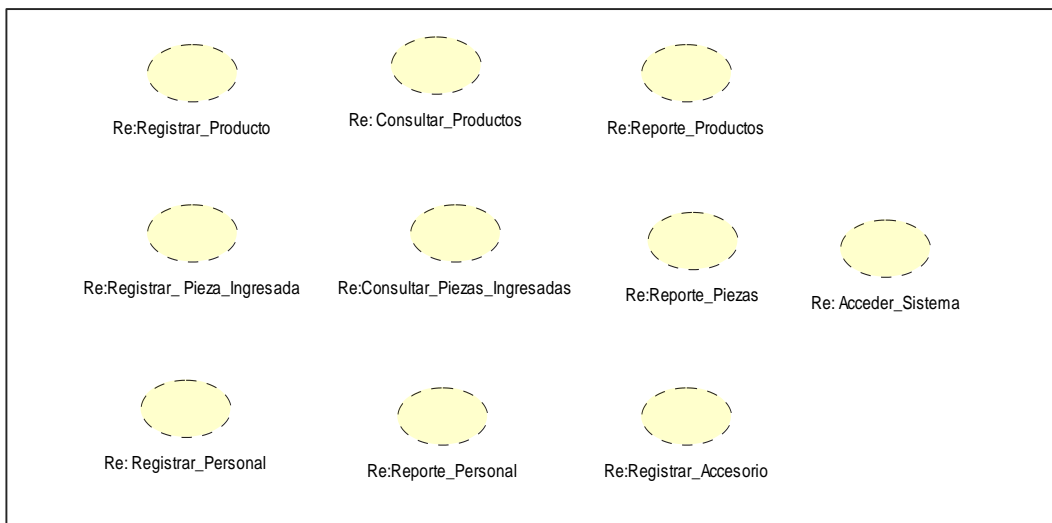 Re:Registrar_Producto
Re: Consultar_Productos
Re:Reporte_Productos
Re:Registrar_ Pieza_Ingresada
Re:Consultar_Piezas_Ingresadas
Re:Reporte_Piezas
Re: Acceder_Sistema
Re: Registrar_Personal
Re:Reporte_Personal
Re:Registrar_Accesorio